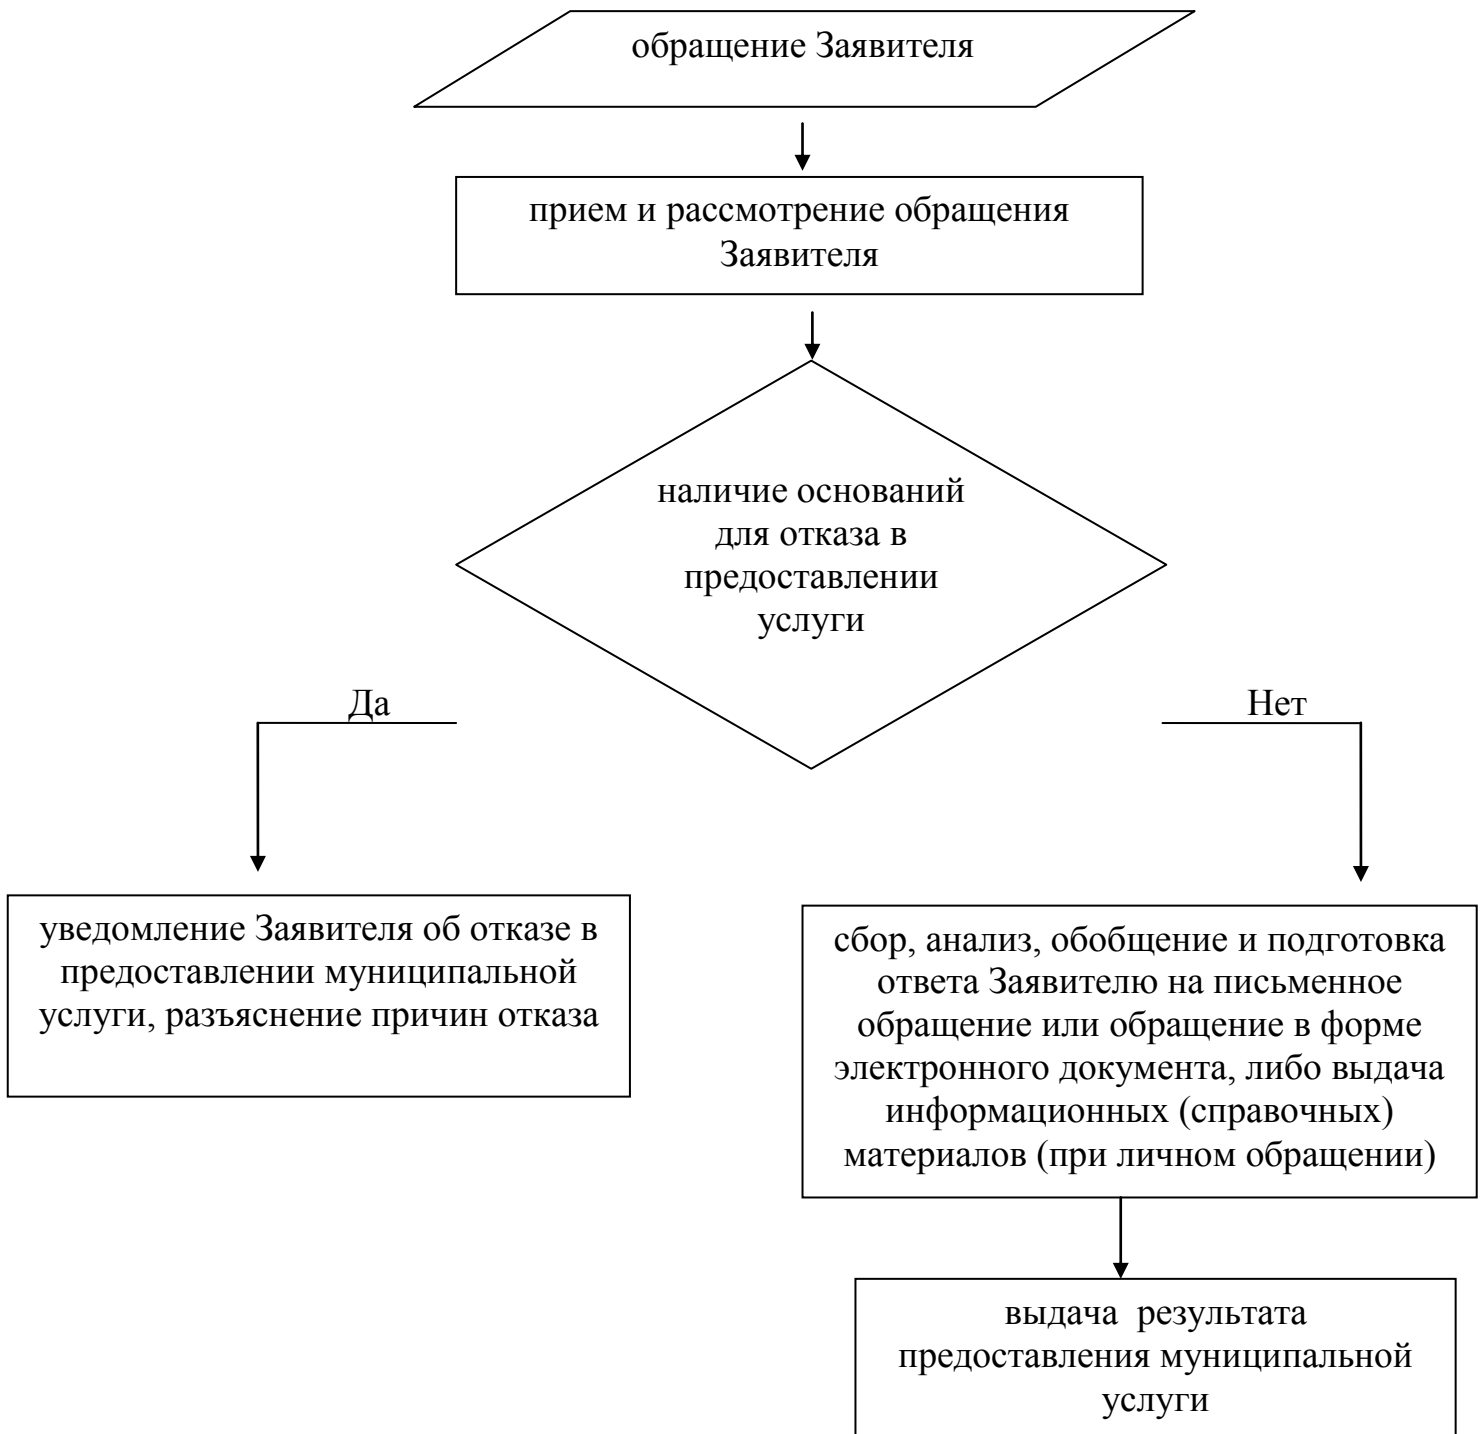 обращение Заявителя
прием и рассмотрение обращения
Заявителя
наличие оснований
для отказа в
предоставлении
услуги
Да
Нет
уведомление Заявителя об отказе в
предоставлении муниципальной
услуги, разъяснение причин отказа
сбор, анализ, обобщение и подготовка
ответа Заявителю на письменное
обращение или обращение в форме
электронного документа, либо выдача
информационных (справочных)
материалов (при личном обращении)
выдача  результата
предоставления муниципальной
услуги